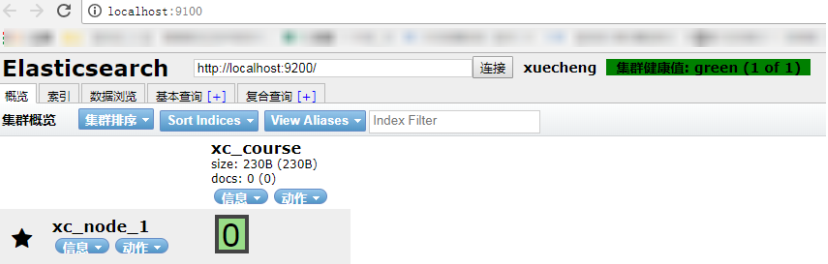 localhost:9100
Elasticsearch http://localhost:9200/ 连接 xuecheng 集群健康值: green (1 of 1)
概览 索引 数据浏览 基本查询 [+] 复合查询 [+]
集群概览 集群排序 Sort Indices View Aliases Index Filter
xc_course
size: 230B (230B)
docs: 0 (0)
信息 动作
xc_node_1
信息 动作
0